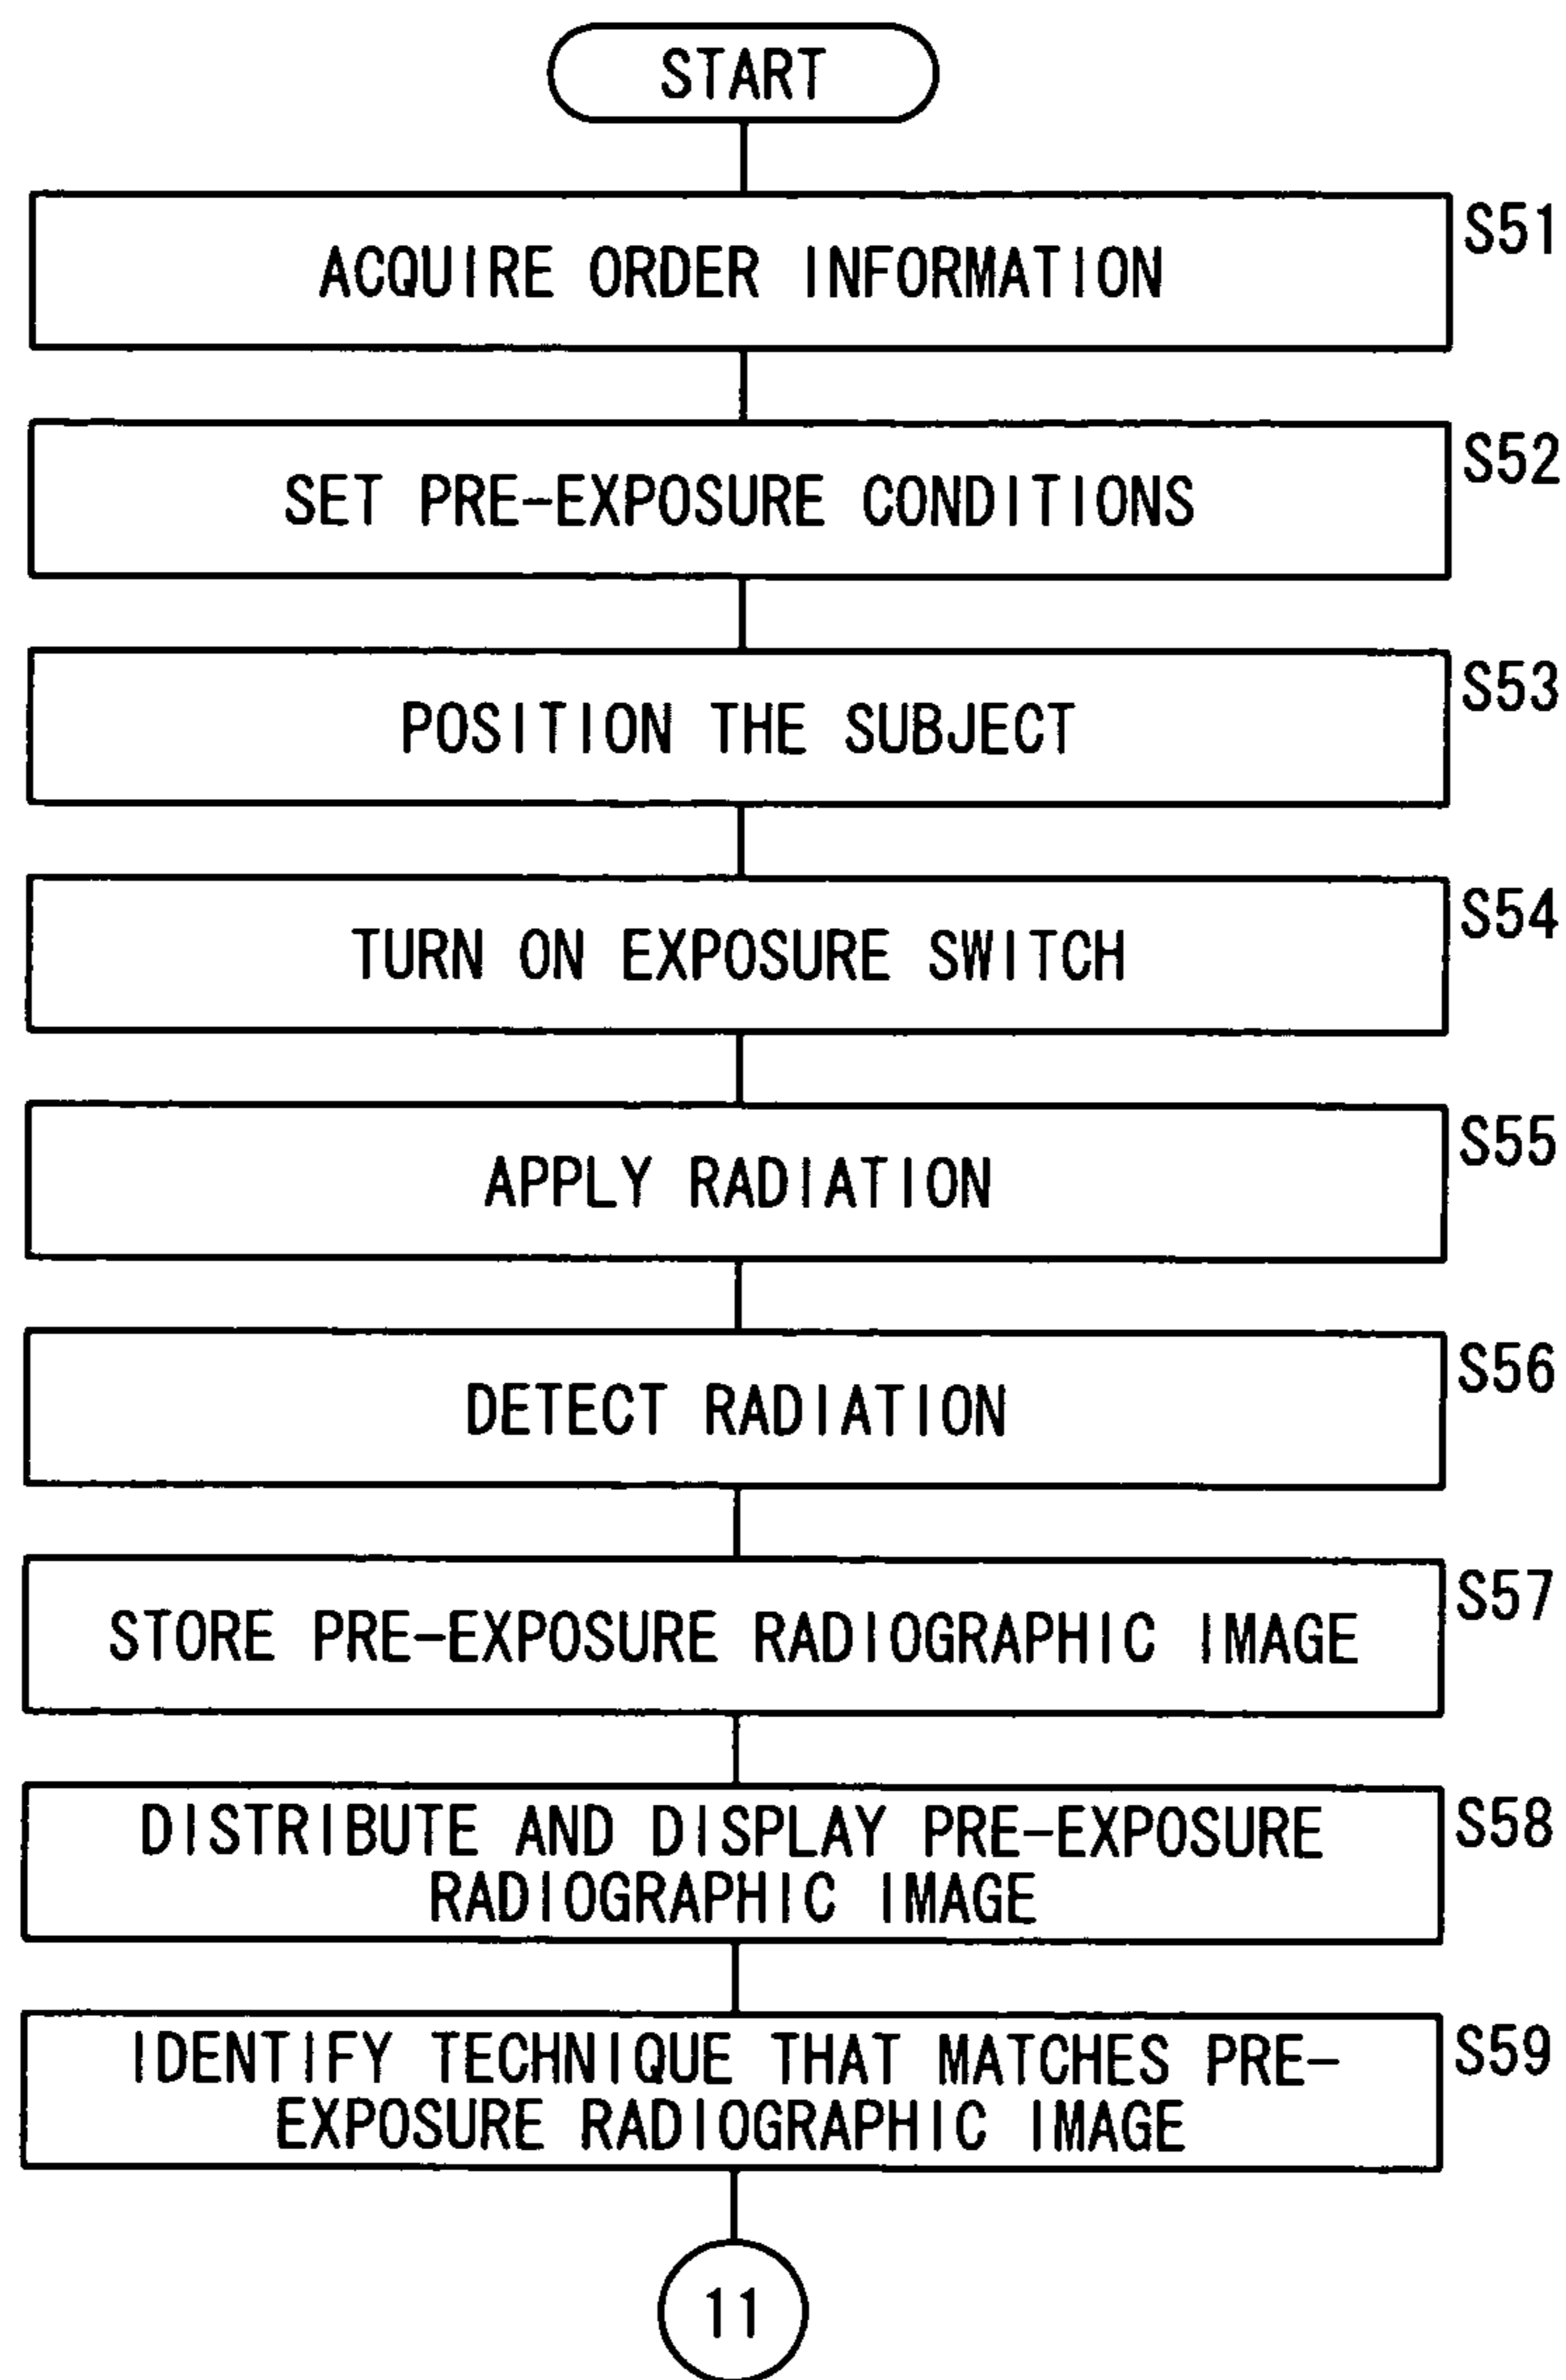 START
S51
ACQUIRE ORDER INFORMATION
S52
SET PRE-EXPOSURE CONDITIONS
S53
POSITION THE SUBJECT
S54
TURN ON EXPOSURE SWITCH
S55
APPLY RADIATION
S56
DETECT RADIATION
S57
STORE PRE-EXPOSURE RADIOGRAPHIC IMAGE
S58
DISTRIBUTE AND DISPLAY PRE-EXPOSURE
RADIOGRAPHIC IMAGE
S59
IDENTIFY TECHNIQUE THAT MATCHES PRE-
EXPOSURE RADIOGRAPHIC IMAGE
11